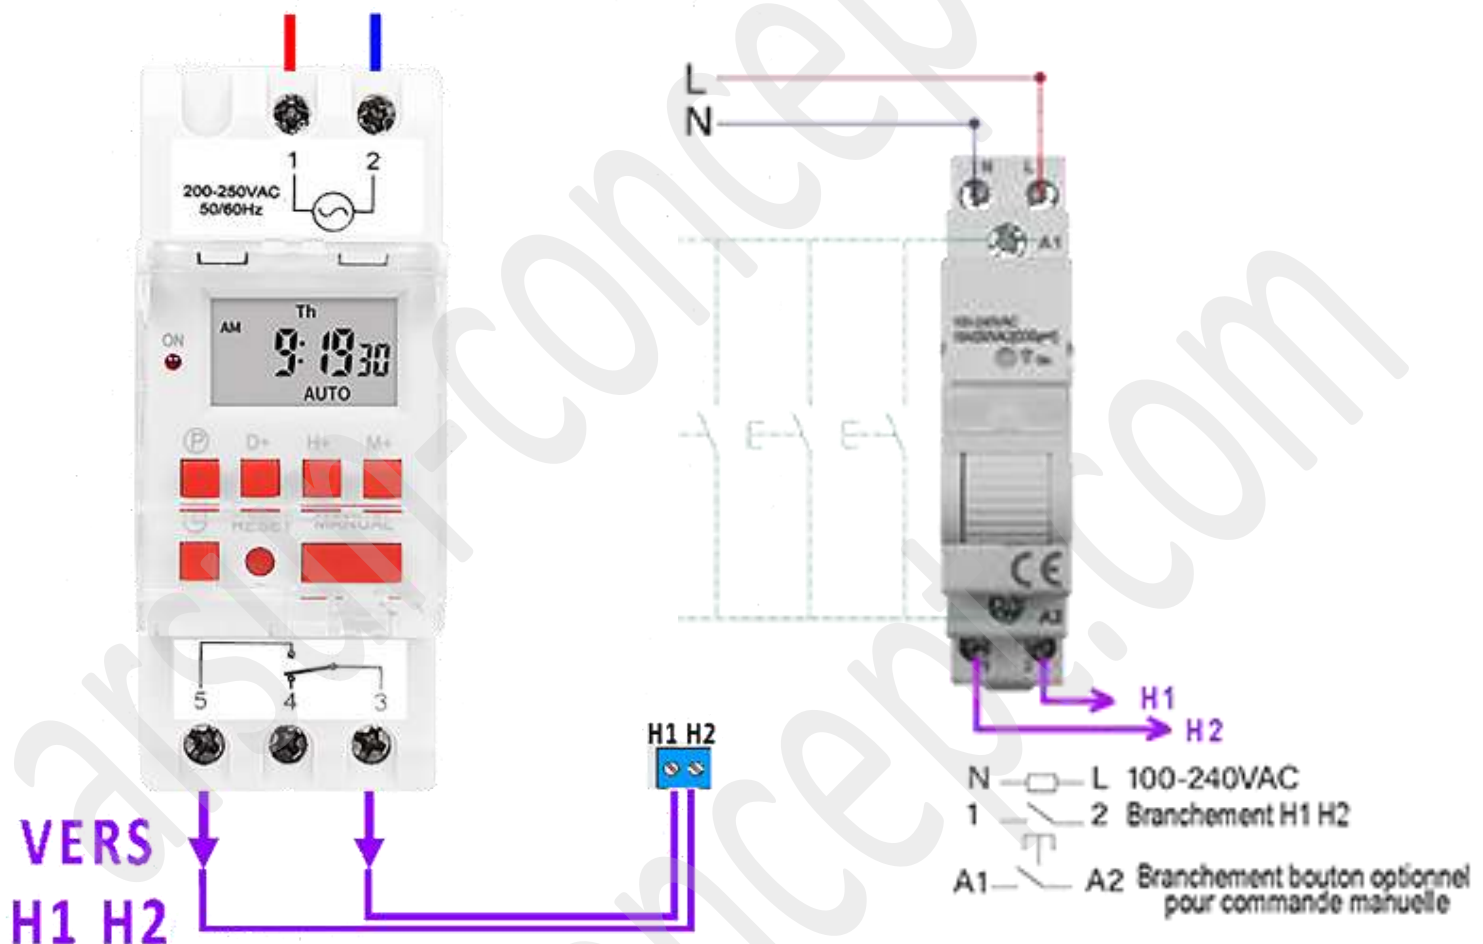 1 2
200-250VAC
50/60Hz
Th
AM
9:19 30
AUTO
ON
P D+ H+ M+
RESET MANUAL
5 4 3
VERS
H1 H2
H1 H2
L
N
N L
A1
100-240VAC
CE
A2
H1
H2
N L 100-240VAC
1 2 Branchement H1 H2
A1 A2 Branchement bouton optionnel
pour commande manuelle